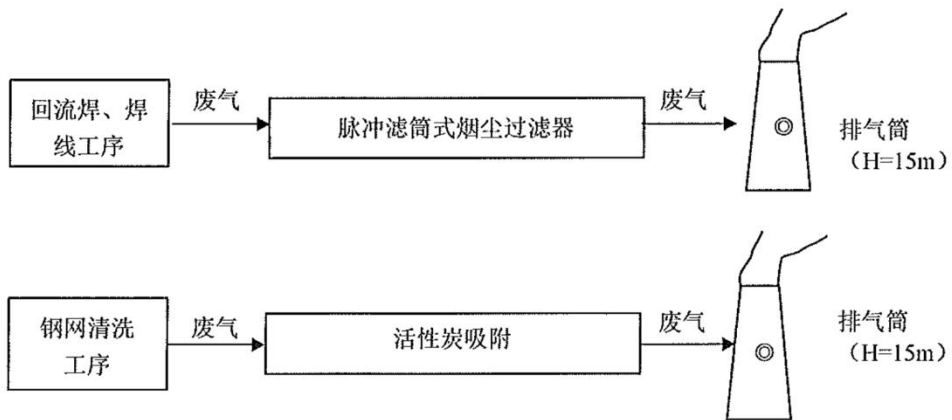 回流焊、焊
线工序
废气
脉冲滤筒式烟尘过滤器
废气
排气筒
（H=15m）
钢网清洗
工序
废气
活性炭吸附
废气
排气筒
（H=15m）